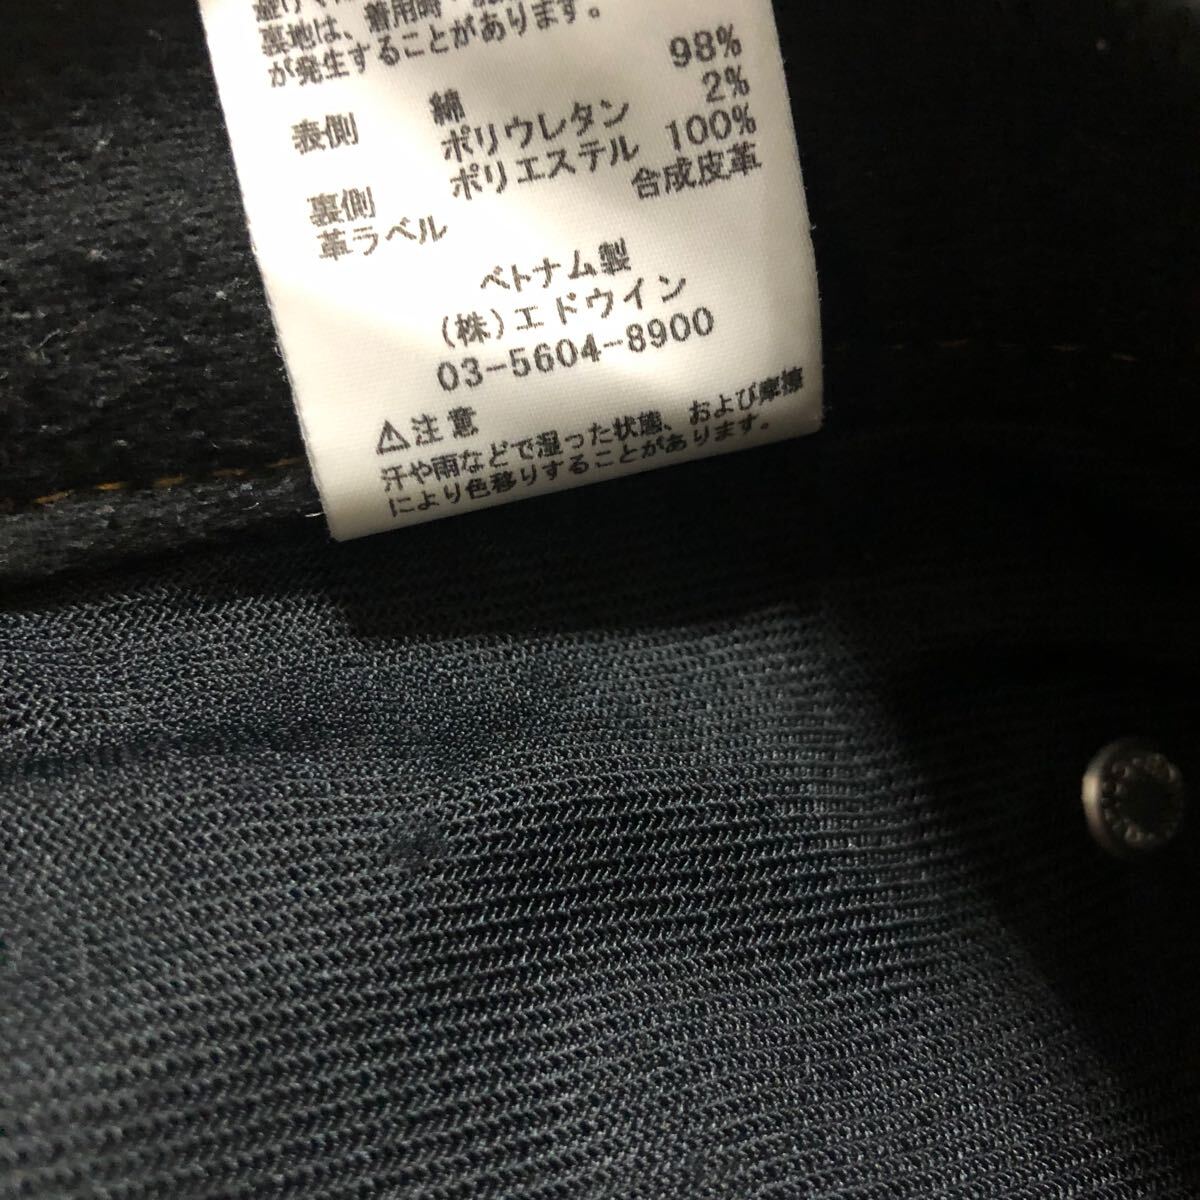 裏地は、着用時
が発生することがあります。
表側 綿 98%
ポリウレタン 2%
裏側 ポリエステル 100%
革ラベル 合成皮革
ベトナム製
(株)エドウイン
03-5604-8900
⚠注意
汗や雨などで湿った状態、および摩擦
により色移りすることがあります。